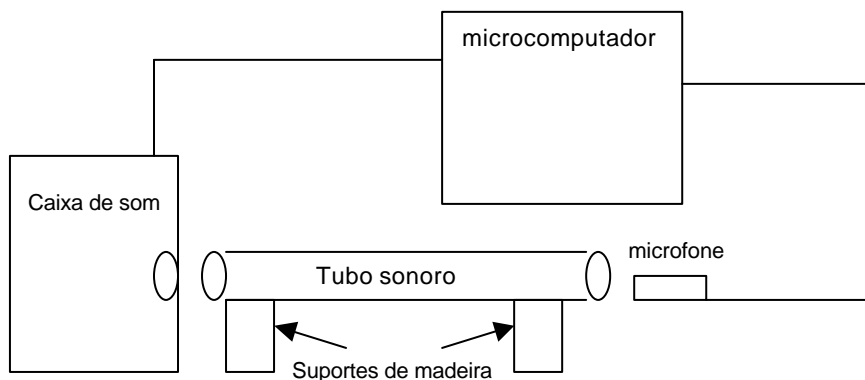 microcomputador
Caixa de som
microfone
Tubo sonoro
Suportes de madeira